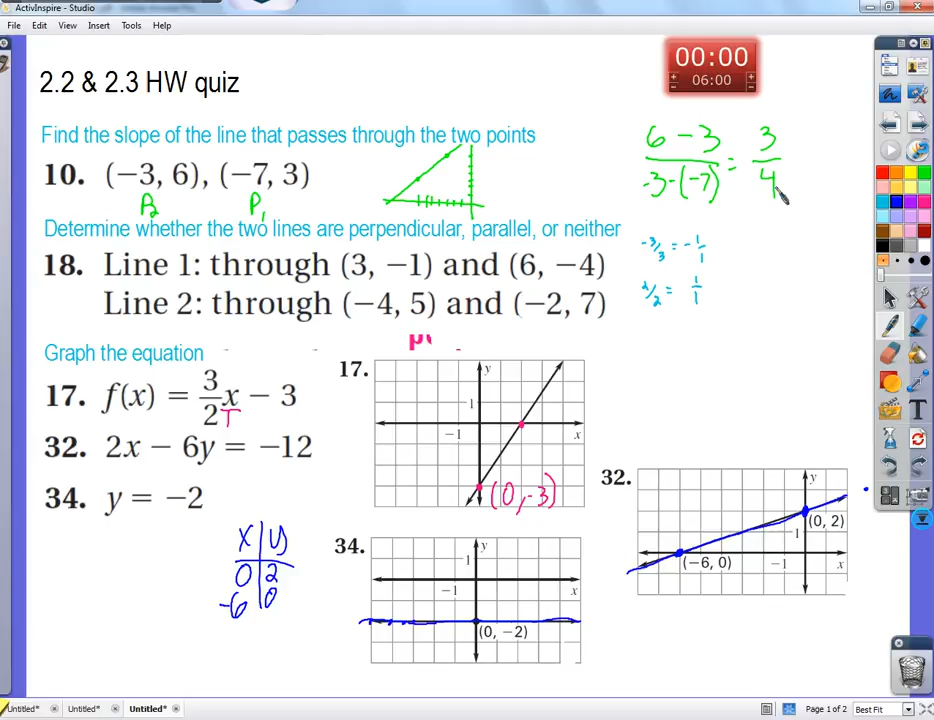 ActivInspire - Studio
File Edit View Insert Tools Help
00:00
06:00
2.2 & 2.3 HW quiz
Find the slope of the line that passes through the two points
10. (−3, 6), (−7, 3)
P2 P1
6 − 3
-3 - (-7)
=
3
4
Determine whether the two lines are perpendicular, parallel, or neither
18. Line 1: through (3, −1) and (6, −4)
Line 2: through (−4, 5) and (−2, 7)
-3/3 = -1/1
2/2 = 1/1
Graph the equation
17. f(x) = 3/2 x − 3
T
32. 2x − 6y = −12
34. y = −2
x y
0 2
-6 0
17.
y
1
−1
x
(0, -3)
34.
y
1
−1
x
(0, −2)
32.
y
(0, 2)
−1
(−6, 0)
−1
x
Untitled* Untitled* Untitled*
Page 1 of 2 Best Fit